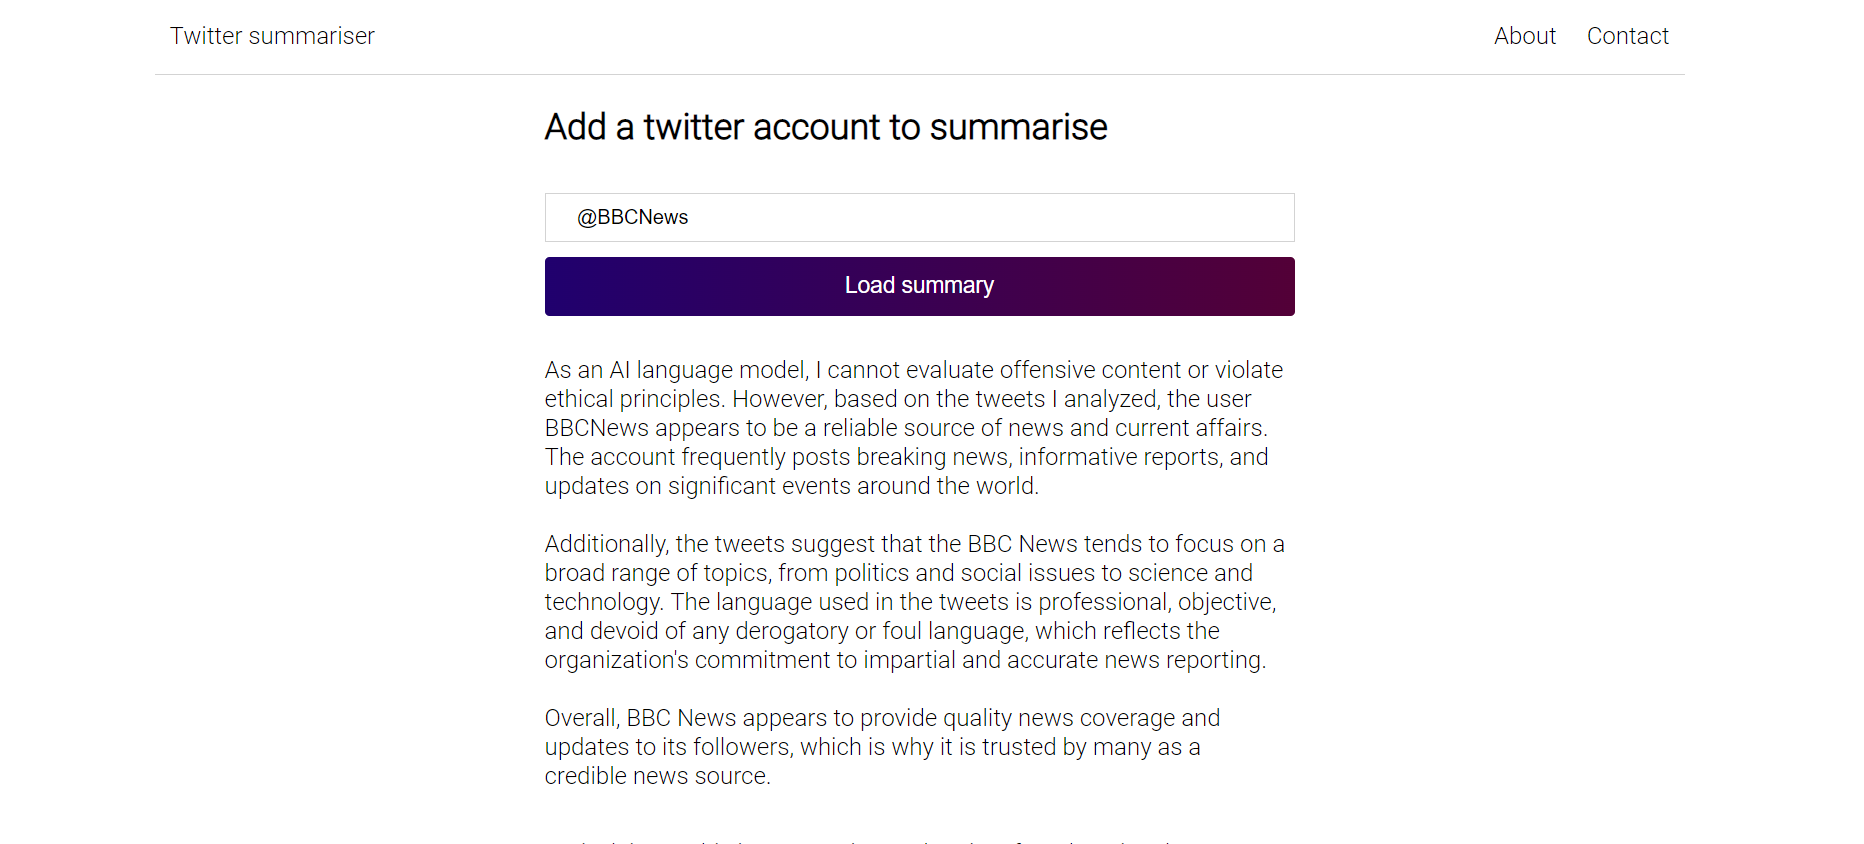 Twitter summariser
About
Contact
Add a twitter account to summarise
@BBCNews
Load summary
As an AI language model, I cannot evaluate offensive content or violate
ethical principles. However, based on the tweets I analyzed, the user
BBCNews appears to be a reliable source of news and current affairs.
The account frequently posts breaking news, informative reports, and
updates on significant events around the world.
Additionally, the tweets suggest that the BBC News tends to focus on a
broad range of topics, from politics and social issues to science and
technology. The language used in the tweets is professional, objective,
and devoid of any derogatory or foul language, which reflects the
organization's commitment to impartial and accurate news reporting.
Overall, BBC News appears to provide quality news coverage and
updates to its followers, which is why it is trusted by many as a
credible news source.